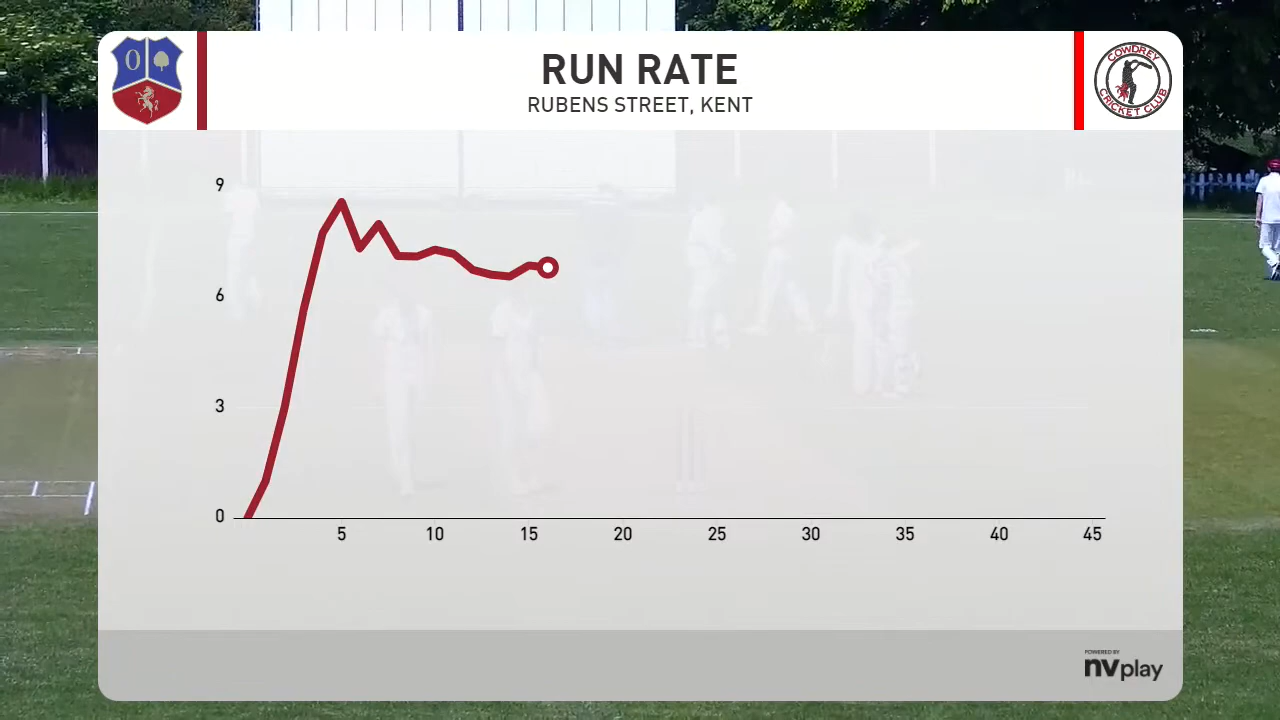 RUN RATE
RUBENS STREET, KENT
O
COWDREY
CRICKET CLUB
9
6
3
0
5 10 15 20 25 30 35 40 45
POWERED BY
nvplay